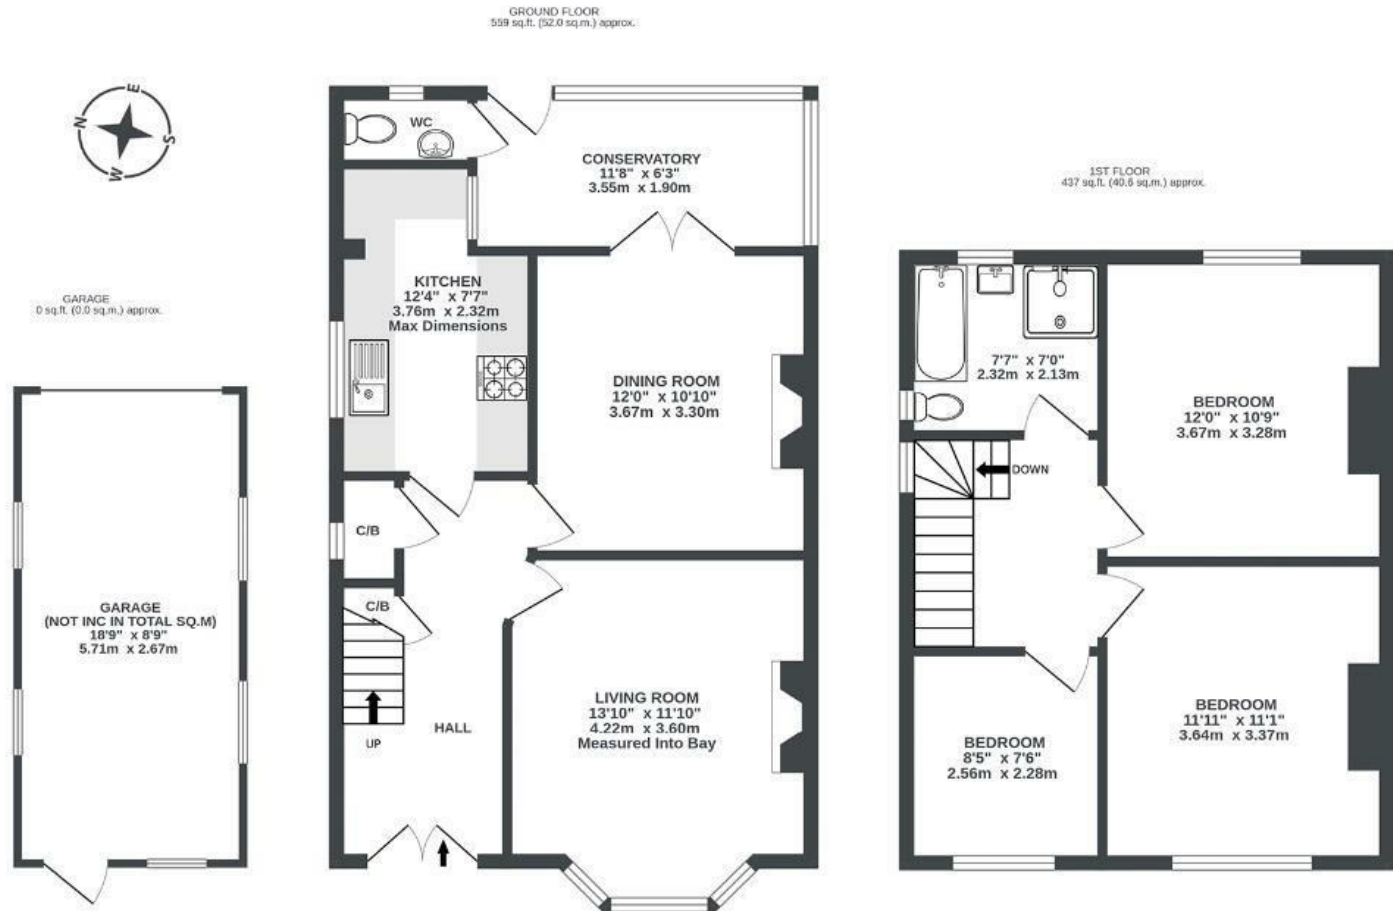 GROUND FLOOR
559 sq.ft. (52.0 sq.m.) approx.
N
E
S
W
GARAGE
0 sq.ft. (0.0 sq.m.) approx.
GARAGE
(NOT INC IN TOTAL SQ.M)
18'9" x 8'9"
5.71m x 2.67m
WC
CONSERVATORY
11'8" x 6'3"
3.55m x 1.90m
KITCHEN
12'4" x 7'7"
3.76m x 2.32m
Max Dimensions
DINING ROOM
12'0" x 10'10"
3.67m x 3.30m
C/B
C/B
UP
HALL
LIVING ROOM
13'10" x 11'10"
4.22m x 3.60m
Measured Into Bay
1ST FLOOR
437 sq.ft. (40.6 sq.m.) approx.
7'7" x 7'0"
2.32m x 2.13m
DOWN
BEDROOM
12'0" x 10'9"
3.67m x 3.28m
BEDROOM
8'5" x 7'6"
2.56m x 2.28m
BEDROOM
11'11" x 11'1"
3.64m x 3.37m